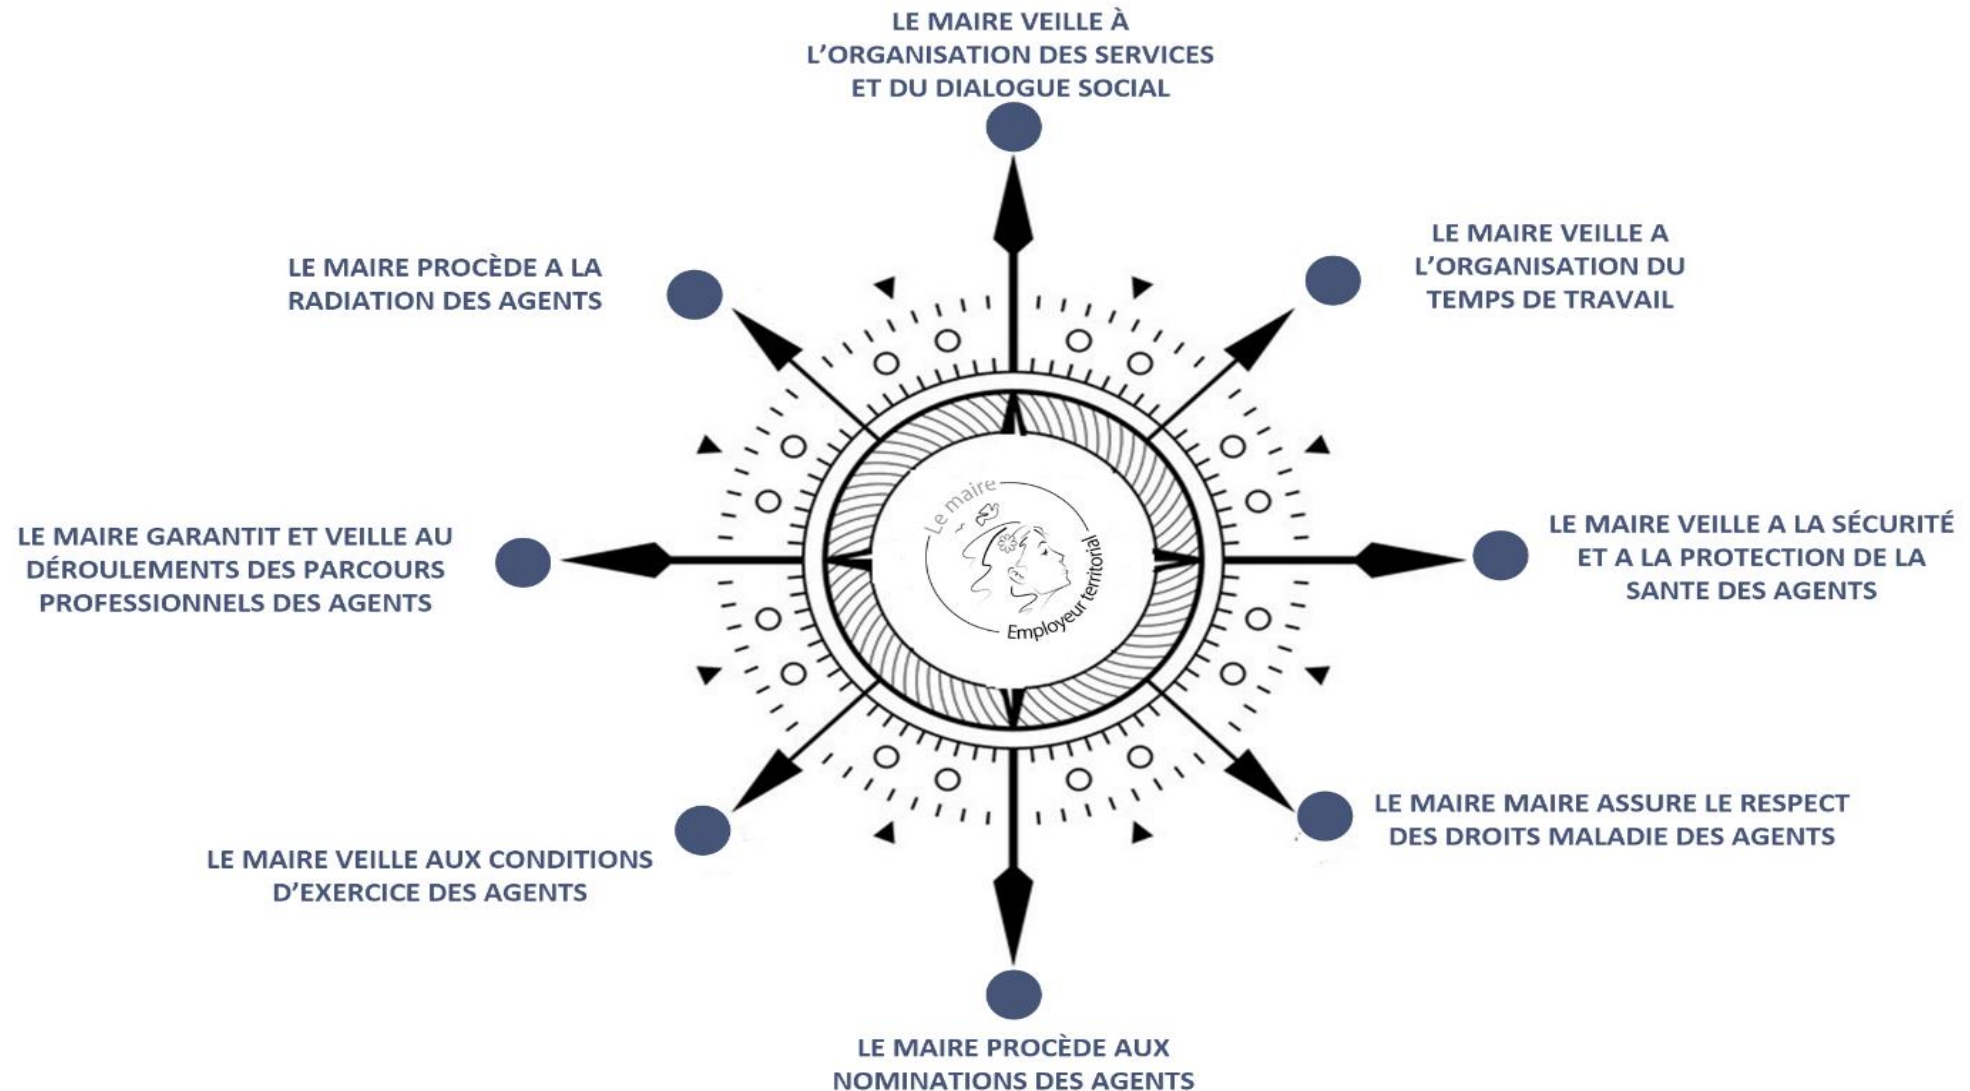 LE MAIRE VEILLE À
L'ORGANISATION DES SERVICES
ET DU DIALOGUE SOCIAL
LE MAIRE VEILLE A
L'ORGANISATION DU
TEMPS DE TRAVAIL
LE MAIRE PROCÈDE A LA
RADIATION DES AGENTS
LE MAIRE GARANTIT ET VEILLE AU
DÉROULEMENTS DES PARCOURS
PROFESSIONNELS DES AGENTS
Le maire
Employeur territorial
LE MAIRE VEILLE A LA SÉCURITÉ
ET A LA PROTECTION DE LA
SANTE DES AGENTS
LE MAIRE MAIRE ASSURE LE RESPECT
DES DROITS MALADIE DES AGENTS
LE MAIRE VEILLE AUX CONDITIONS
D'EXERCICE DES AGENTS
LE MAIRE PROCÈDE AUX
NOMINATIONS DES AGENTS